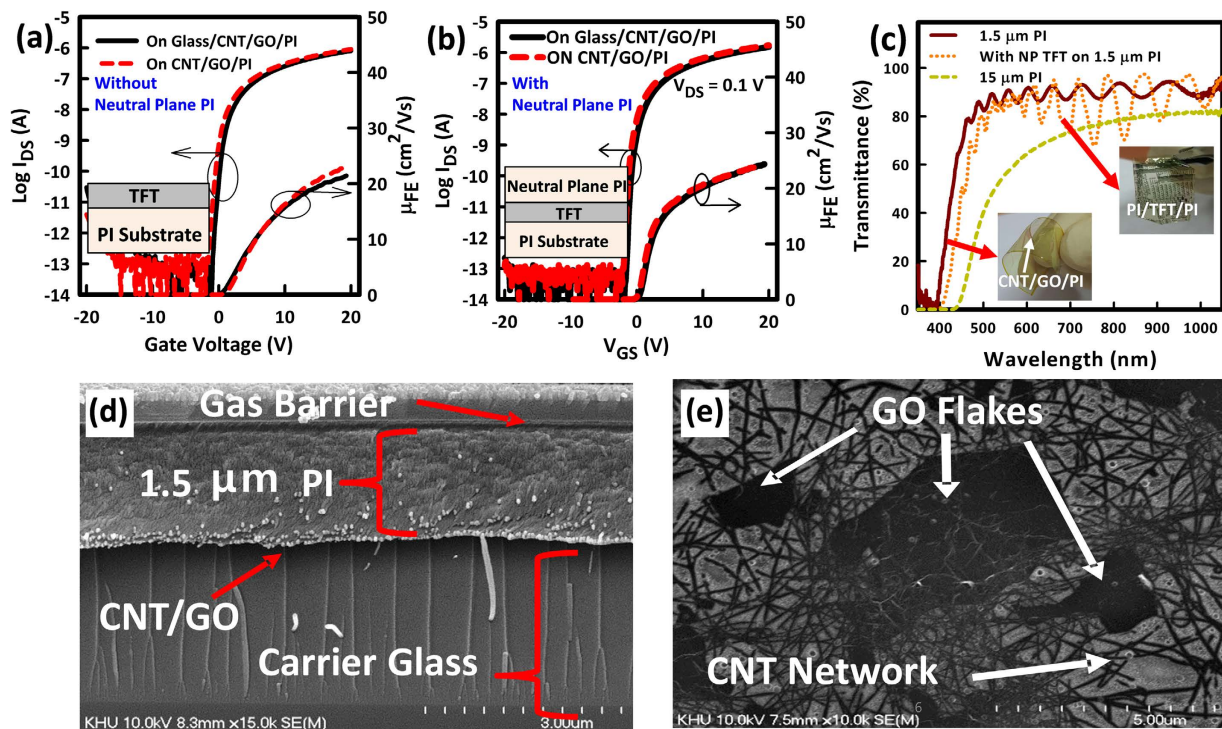 (a)
-5
-6
-7
-8
-9
-10
-11
-12
-13
-14
Log I_DS (A)
On Glass/CNT/GO/PI
On CNT/GO/PI
Without
Neutral Plane PI
TFT
PI Substrate
50
40
30
20
10
0
μ_FE (cm²/Vs)
-20 -10 0 10 20
Gate Voltage (V)
(b)
-5
-6
-7
-8
-9
-10
-11
-12
-13
-14
Log I_DS (A)
On Glass/CNT/GO/PI
ON CNT/GO/PI
With
Neutral Plane PI
V_DS = 0.1 V
Neutral Plane PI
TFT
PI Substrate
50
40
30
20
10
0
μ_FE (cm²/Vs)
-20 -10 0 10 20
V_GS (V)
(c)
1.5 μm PI
With NP TFT on 1.5 μm PI
15 μm PI
100
80
60
40
20
0
Transmittance (%)
PI/TFT/PI
CNT/GO/PI
400 500 600 700 800 900 1000
Wavelength (nm)
(d)
Gas Barrier
1.5 μm PI
CNT/GO
Carrier Glass
KHU 10.0kV 8.3mm x15.0k SE(M) 3.00um
(e)
GO Flakes
CNT Network
KHU 10.0kV 7.5mm x10.0k SE(M) 5.00um